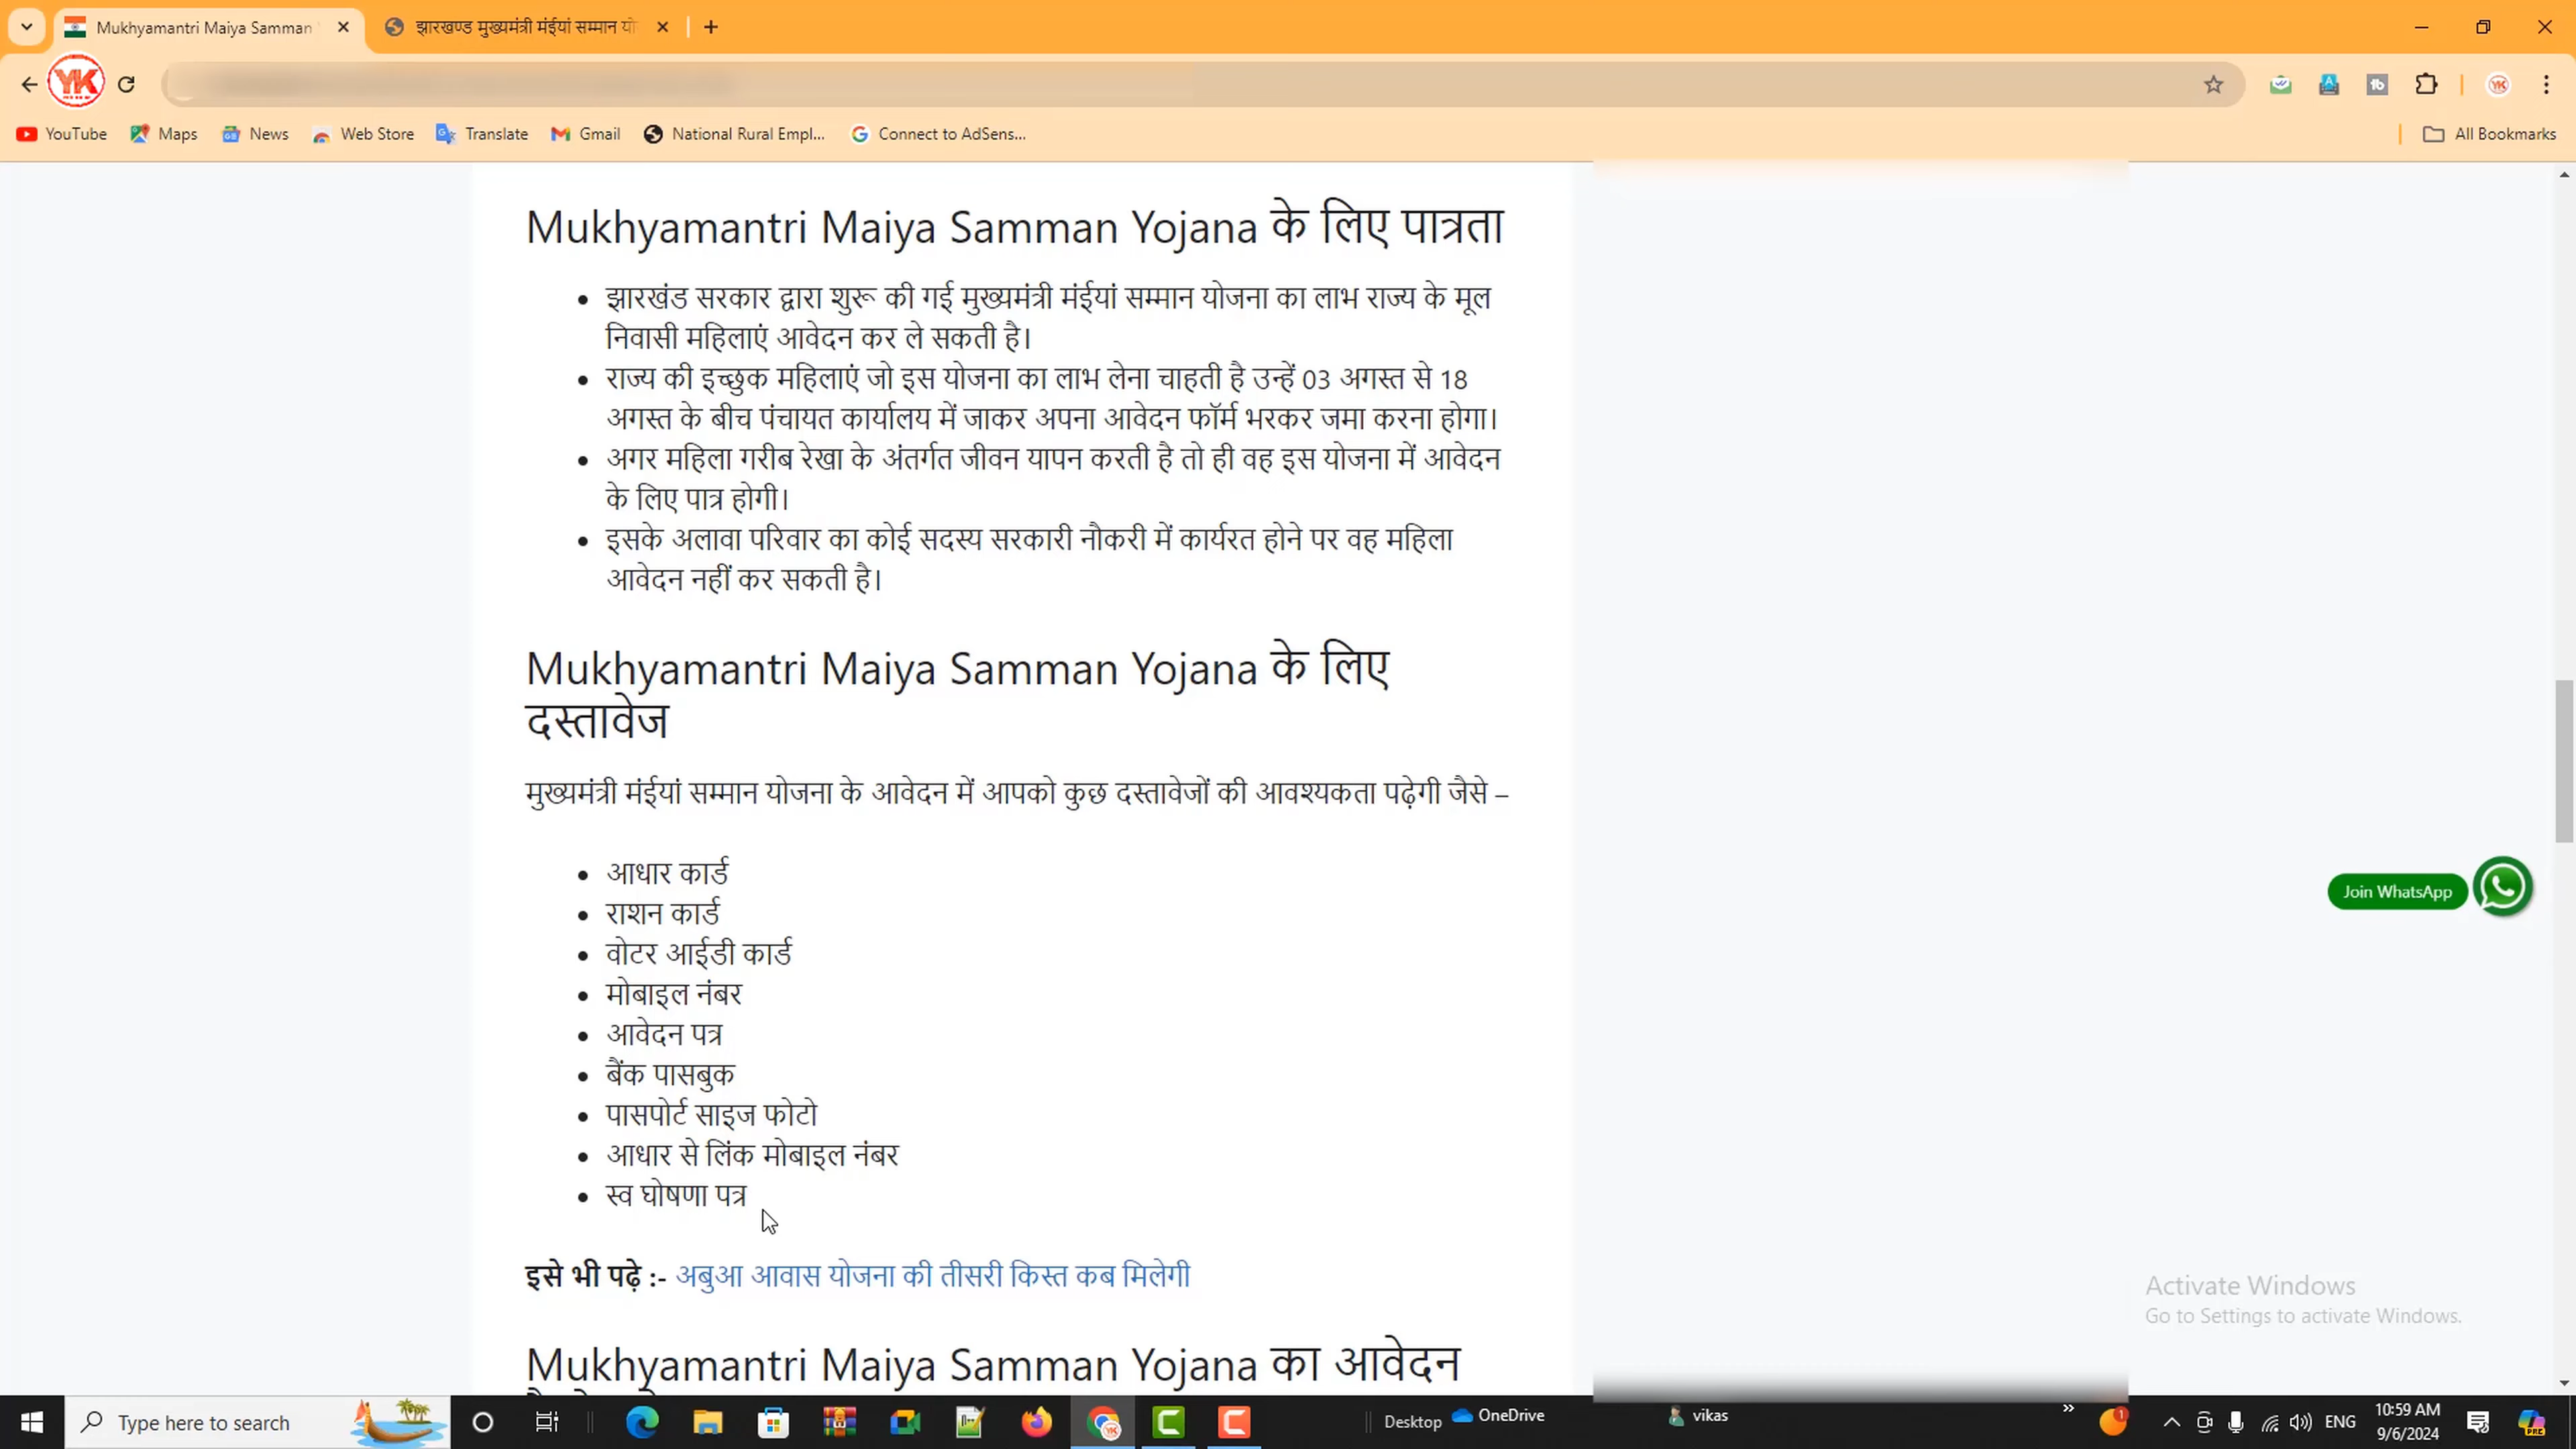 Mukhyamantri Maiya Samman
झारखण्ड मुख्यमंत्री मंईयां सम्मान यो
YK
YouTube
Maps
News
Web Store
Translate
Gmail
National Rural Empl...
Connect to AdSens...
All Bookmarks
Mukhyamantri Maiya Samman Yojana के लिए पात्रता
झारखंड सरकार द्वारा शुरू की गई मुख्यमंत्री मंईयां सम्मान योजना का लाभ राज्य के मूल
निवासी महिलाएं आवेदन कर ले सकती है।
राज्य की इच्छुक महिलाएं जो इस योजना का लाभ लेना चाहती है उन्हें 03 अगस्त से 18
अगस्त के बीच पंचायत कार्यालय में जाकर अपना आवेदन फॉर्म भरकर जमा करना होगा।
अगर महिला गरीब रेखा के अंतर्गत जीवन यापन करती है तो ही वह इस योजना में आवेदन
के लिए पात्र होगी।
इसके अलावा परिवार का कोई सदस्य सरकारी नौकरी में कार्यरत होने पर वह महिला
आवेदन नहीं कर सकती है।
Mukhyamantri Maiya Samman Yojana के लिए
दस्तावेज
मुख्यमंत्री मंईयां सम्मान योजना के आवेदन में आपको कुछ दस्तावेजों की आवश्यकता पढ़ेगी जैसे –
आधार कार्ड
राशन कार्ड
वोटर आईडी कार्ड
मोबाइल नंबर
आवेदन पत्र
बैंक पासबुक
पासपोर्ट साइज फोटो
आधार से लिंक मोबाइल नंबर
स्व घोषणा पत्र
Join WhatsApp
इसे भी पढ़े :- अबुआ आवास योजना की तीसरी किस्त कब मिलेगी
Activate Windows
Go to Settings to activate Windows.
Mukhyamantri Maiya Samman Yojana का आवेदन
Type here to search
Desktop
OneDrive
vikas
ENG
10:59 AM
9/6/2024